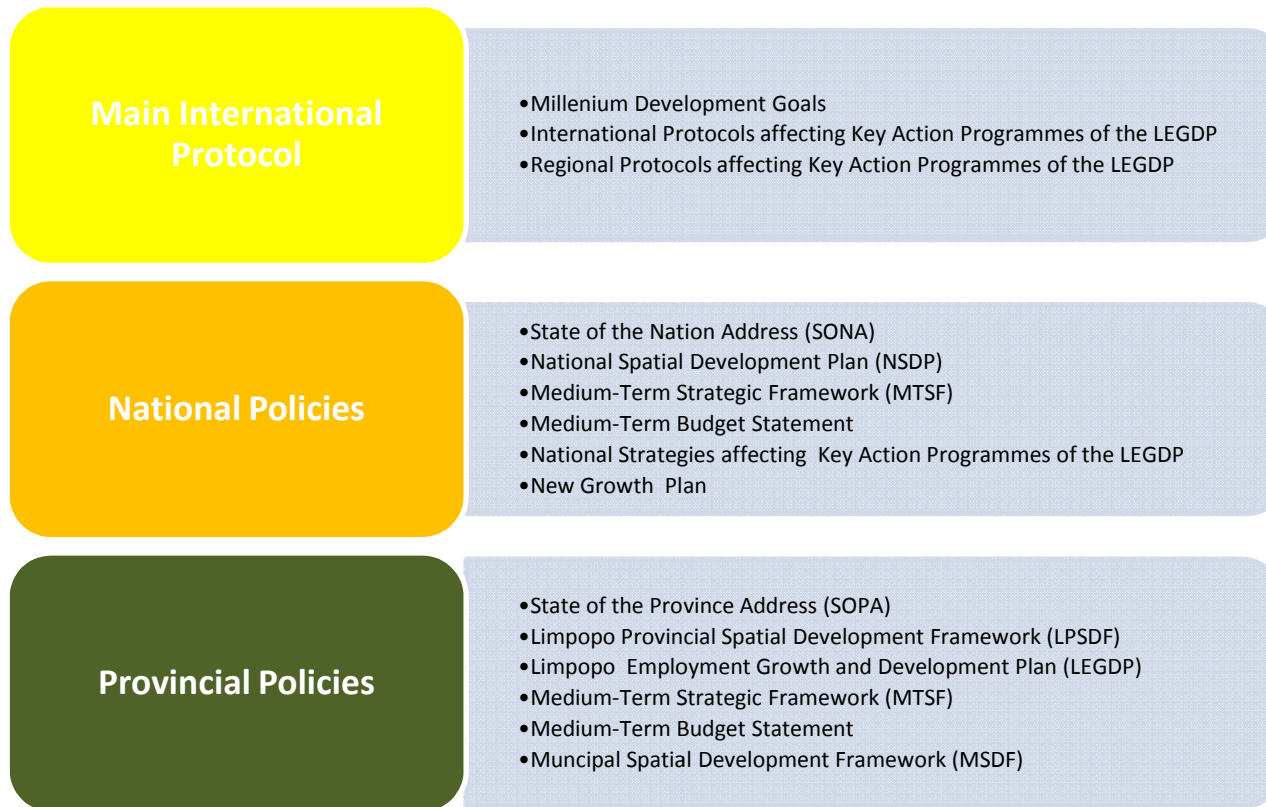 Main International
Protocol
•Millenium Development Goals
•International Protocols affecting Key Action Programmes of the LEGDP
•Regional Protocols affecting Key Action Programmes of the LEGDP
National Policies
•State of the Nation Address (SONA)
•National Spatial Development Plan (NSDP)
•Medium-Term Strategic Framework (MTSF)
•Medium-Term Budget Statement
•National Strategies affecting Key Action Programmes of the LEGDP
•New Growth Plan
Provincial Policies
•State of the Province Address (SOPA)
•Limpopo Provincial Spatial Development Framework (LPSDF)
•Limpopo Employment Growth and Development Plan (LEGDP)
•Medium-Term Strategic Framework (MTSF)
•Medium-Term Budget Statement
•Muncipal Spatial Development Framework (MSDF)